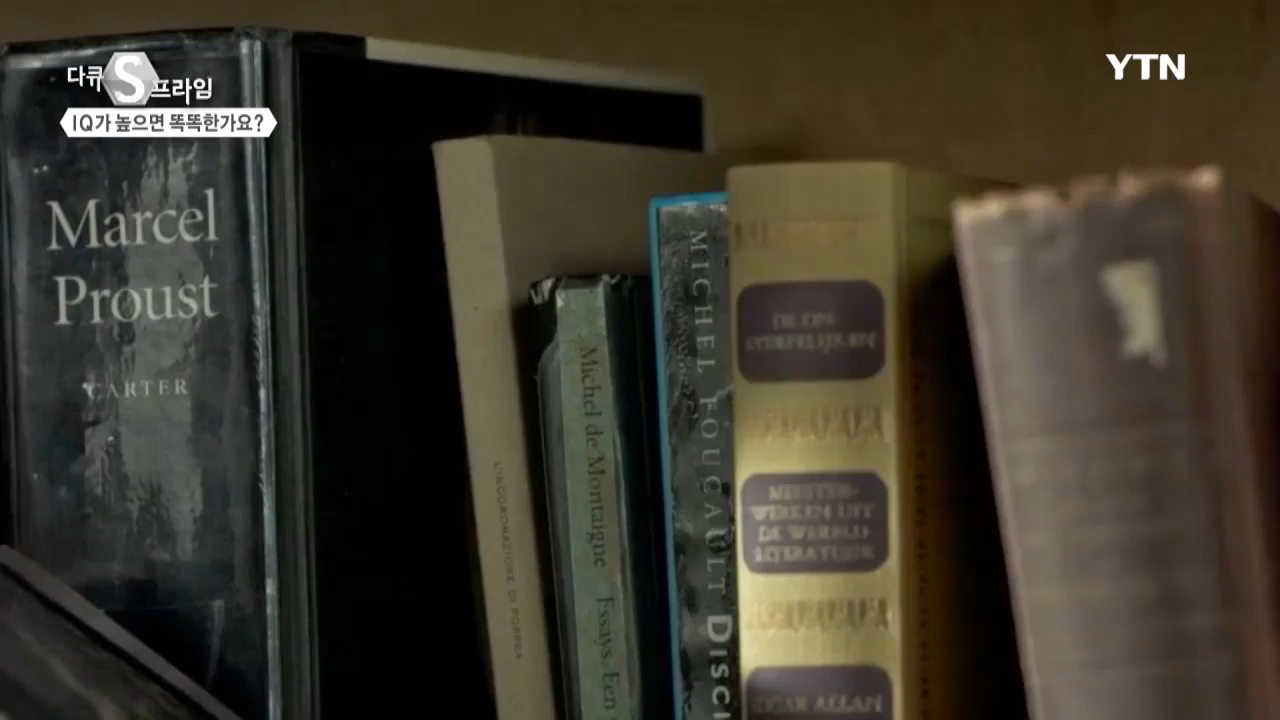 다큐 S 프라임
IQ가 높으면 똑똑한가요?
YTN
Marcel
Proust
CARTER
L'INCORONAZIONE DI POPPEA
Michel de Montaigne Essays. Een
MICHEL FOUCAULT DISCI
DE ON-
STERFELIJKEN
MEESTER-
WERKEN UIT
DE WERELD
LITERATUUR
EDGAR ALLAN